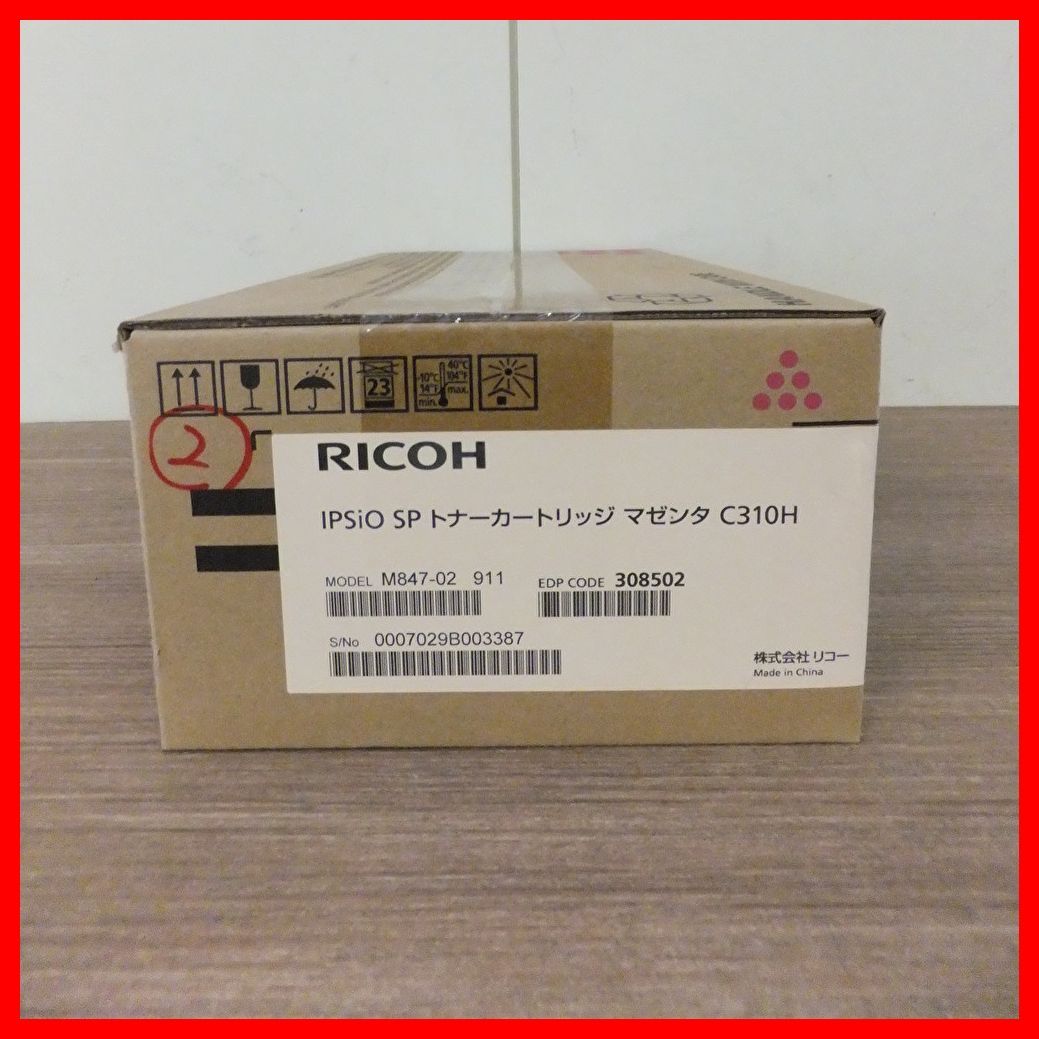 23
-10°C
14°F
min.
40°C
104°F
max.
2
RICOH
IPSiO SP トナーカートリッジ マゼンタ C310H
MODEL M847-02 911
EDP CODE 308502
S/No 0007029B003387
株式会社 リコー
Made in China